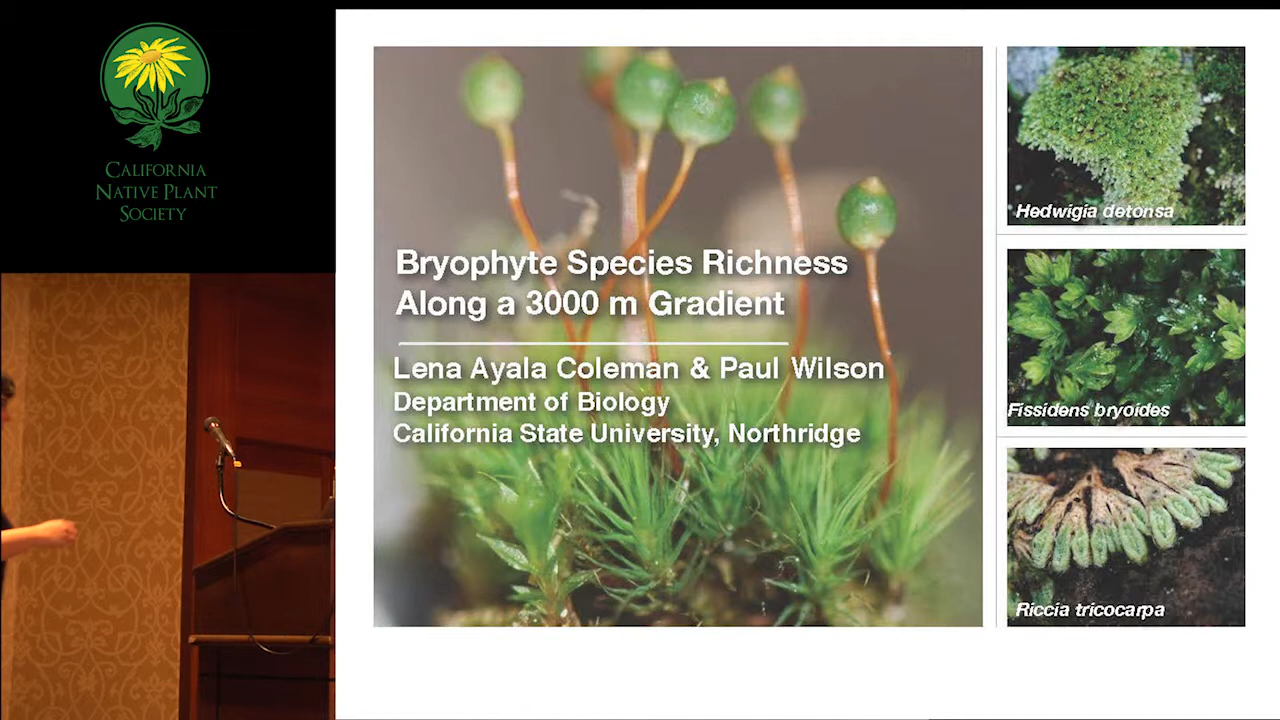 CALIFORNIA
NATIVE PLANT
SOCIETY
Bryophyte Species Richness
Along a 3000 m Gradient
Lena Ayala Coleman & Paul Wilson
Department of Biology
California State University, Northridge
Hedwigia detonsa
Fissidens bryoides
Riccia tricocarpa